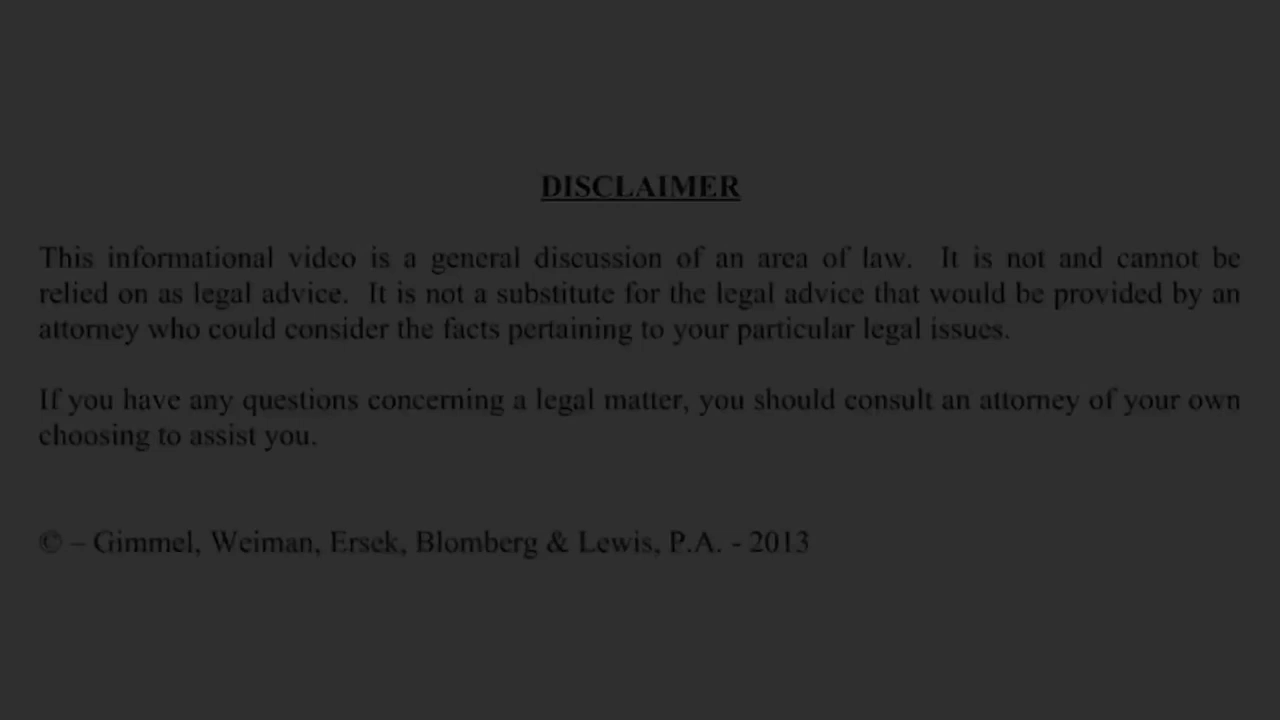 DISCLAIMER
This informational video is a general discussion of an area of law. It is not and cannot be
relied on as legal advice. It is not a substitute for the legal advice that would be provided by an
attorney who could consider the facts pertaining to your particular legal issues.
If you have any questions concerning a legal matter, you should consult an attorney of your own
choosing to assist you.
© – Gimmel, Weiman, Ersek, Blomberg & Lewis, P.A. - 2013